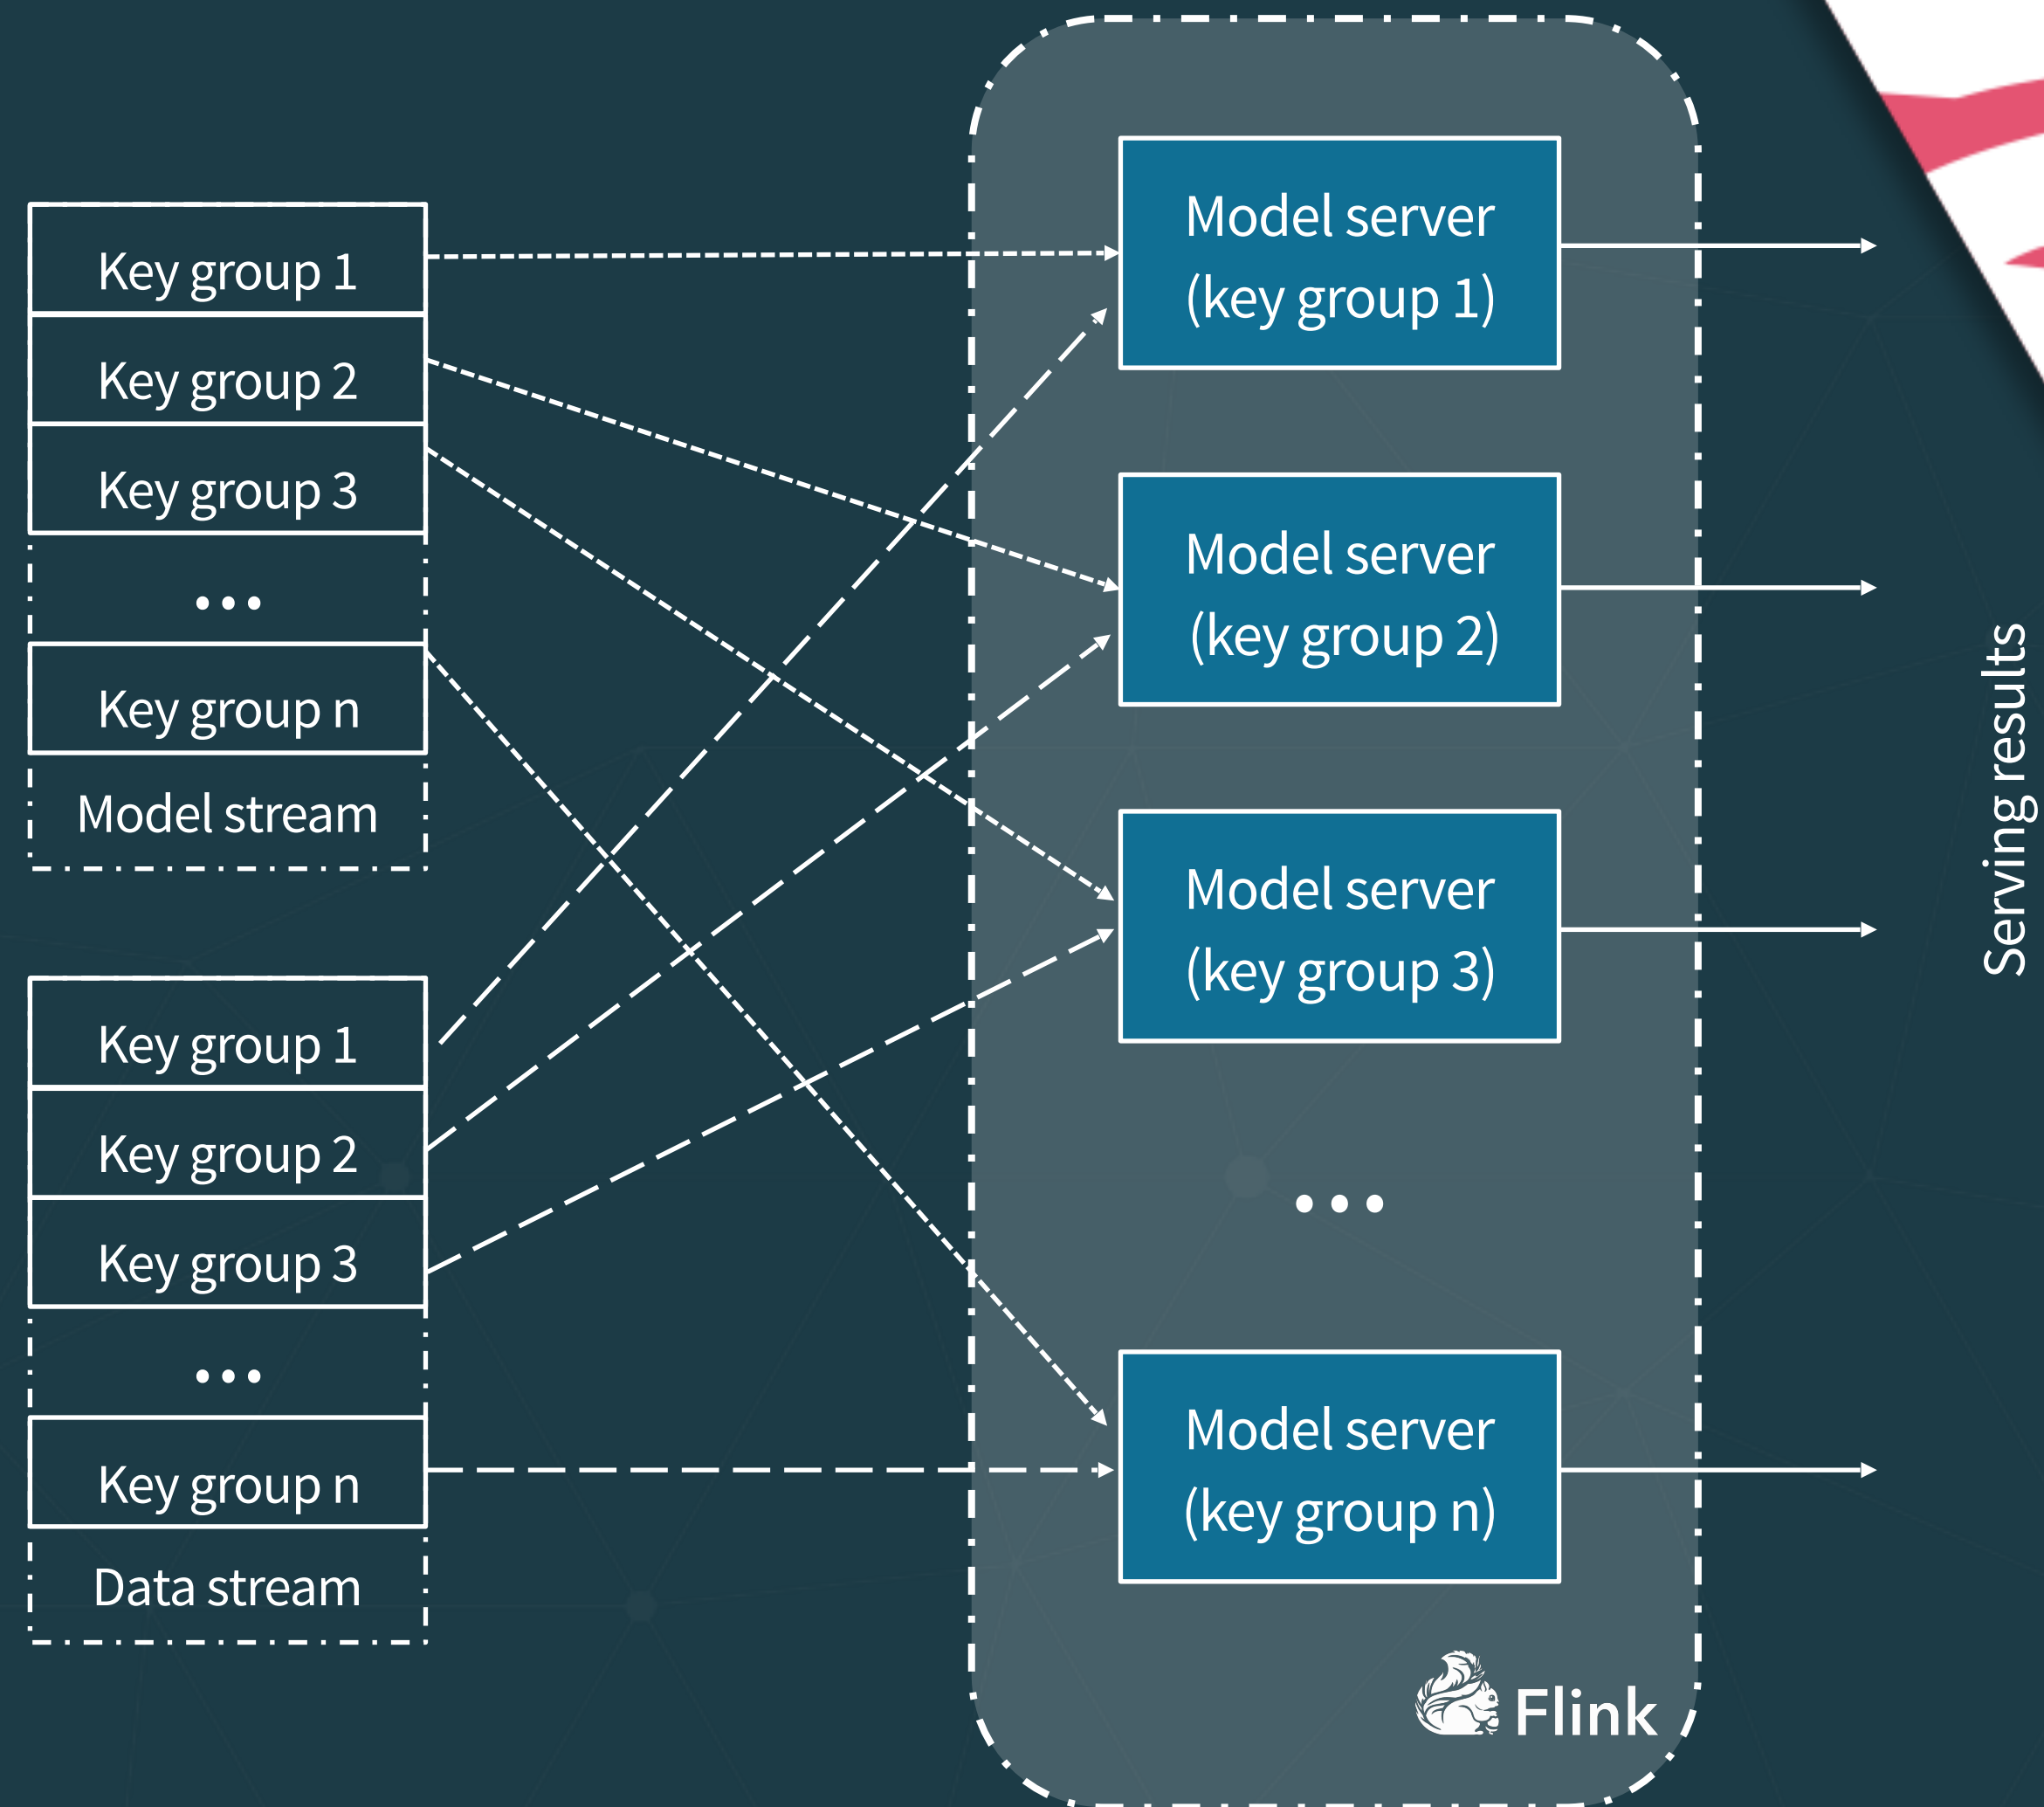 Key group 1
Key group 2
Key group 3
...
Key group n
Model stream
Key group 1
Key group 2
Key group 3
...
Key group n
Data stream
Model server
(key group 1)
Model server
(key group 2)
Model server
(key group 3)
...
Model server
(key group n)
Flink
Serving results